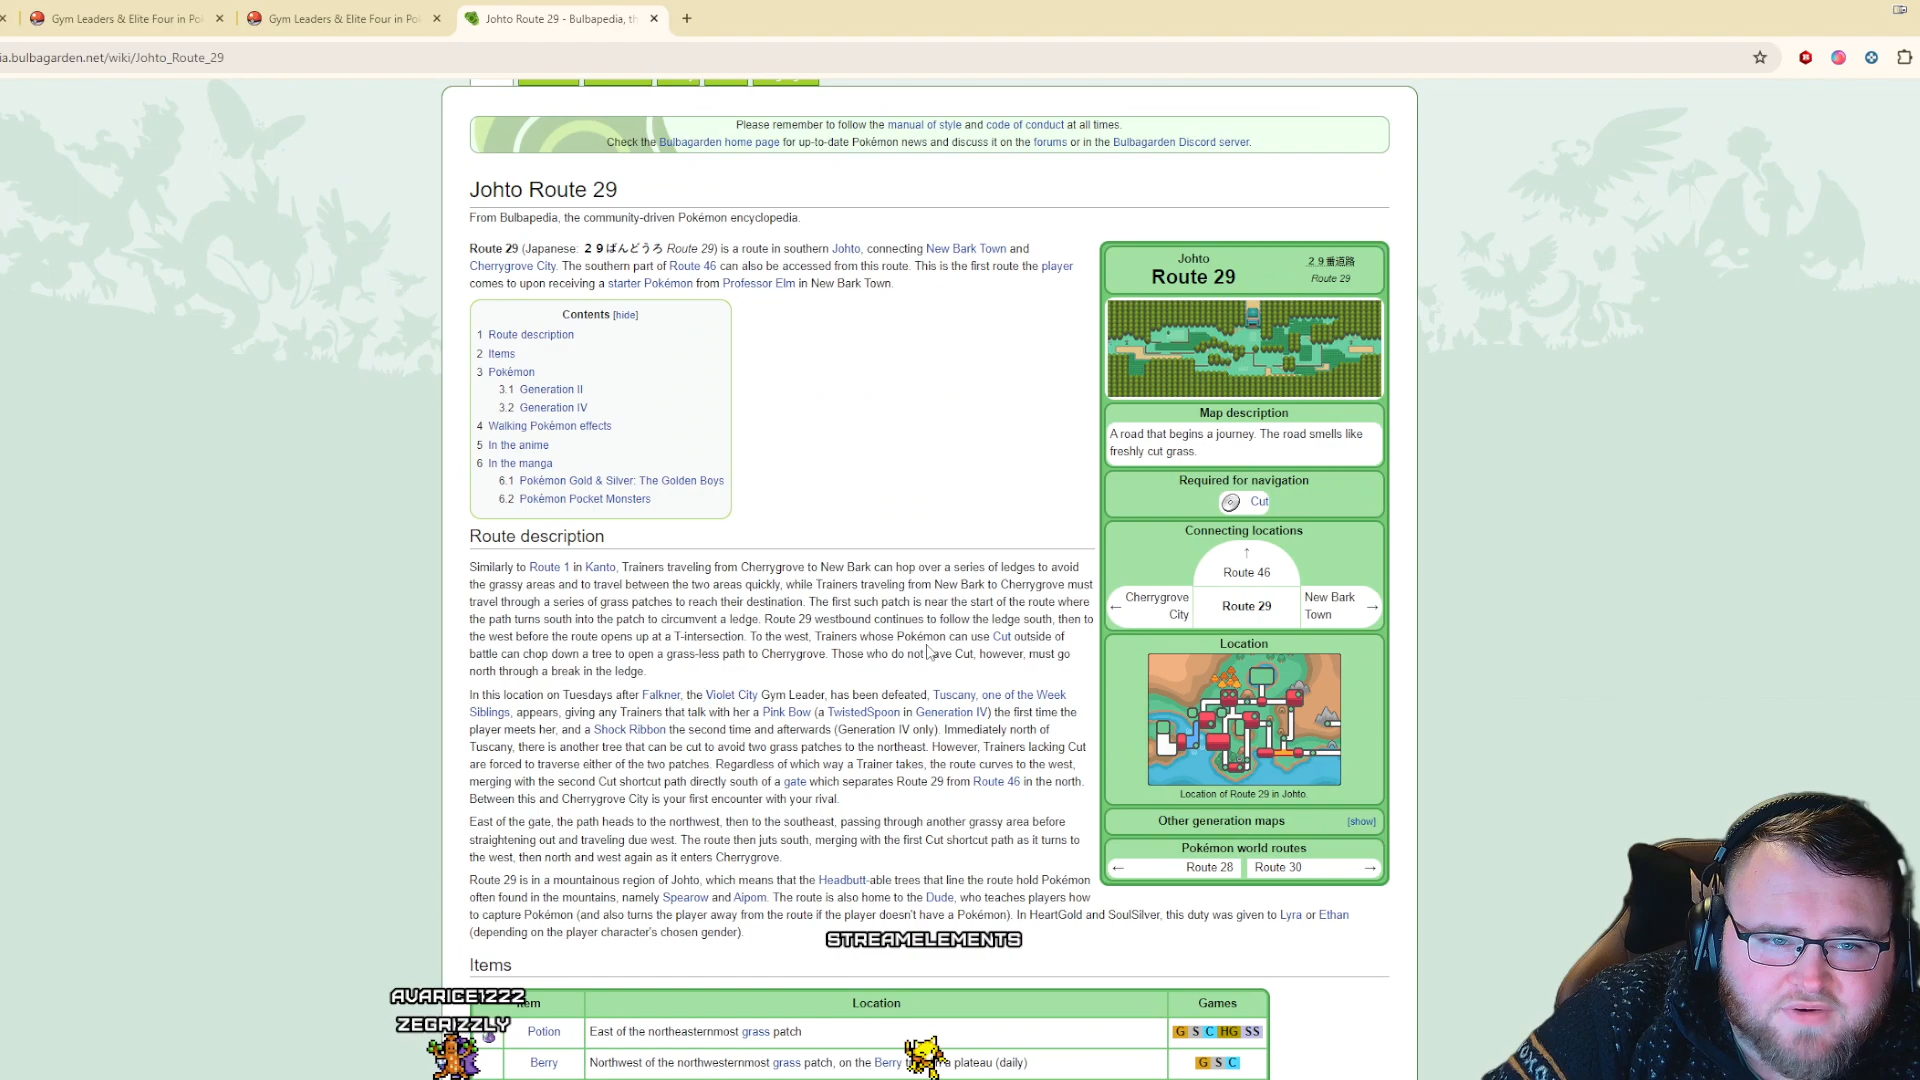 Gym Leaders & Elite Four in Po
Gym Leaders & Elite Four in Po
Johto Route 29 - Bulbapedia, th
ia.bulbagarden.net/wiki/Johto_Route_29
Please remember to follow the manual of style and code of conduct at all times.
Check the Bulbagarden home page for up-to-date Pokémon news and discuss it on the forums or in the Bulbagarden Discord server.
Johto Route 29
From Bulbapedia, the community-driven Pokémon encyclopedia.
Route 29 (Japanese: ２９ばんどうろ Route 29) is a route in southern Johto, connecting New Bark Town and
Cherrygrove City. The southern part of Route 46 can also be accessed from this route. This is the first route the player
comes to upon receiving a starter Pokémon from Professor Elm in New Bark Town.
Contents [hide]
1 Route description
2 Items
3 Pokémon
3.1 Generation II
3.2 Generation IV
4 Walking Pokémon effects
5 In the anime
6 In the manga
6.1 Pokémon Gold & Silver: The Golden Boys
6.2 Pokémon Pocket Monsters
Route description
Similarly to Route 1 in Kanto, Trainers traveling from Cherrygrove to New Bark can hop over a series of ledges to avoid
the grassy areas and to travel between the two areas quickly, while Trainers traveling from New Bark to Cherrygrove must
travel through a series of grass patches to reach their destination. The first such patch is near the start of the route where
the path turns south into the patch to circumvent a ledge. Route 29 westbound continues to follow the ledge south, then to
the west before the route opens up at a T-intersection. To the west, Trainers whose Pokémon can use Cut outside of
battle can chop down a tree to open a grass-less path to Cherrygrove. Those who do not have Cut, however, must go
north through a break in the ledge.
In this location on Tuesdays after Falkner, the Violet City Gym Leader, has been defeated, Tuscany, one of the Week
Siblings, appears, giving any Trainers that talk with her a Pink Bow (a TwistedSpoon in Generation IV) the first time the
player meets her, and a Shock Ribbon the second time and afterwards (Generation IV only). Immediately north of
Tuscany, there is another tree that can be cut to avoid two grass patches to the northeast. However, Trainers lacking Cut
are forced to traverse either of the two patches. Regardless of which way a Trainer takes, the route curves to the west,
merging with the second Cut shortcut path directly south of a gate which separates Route 29 from Route 46 in the north.
Between this and Cherrygrove City is your first encounter with your rival.
East of the gate, the path heads to the northwest, then to the southeast, passing through another grassy area before
straightening out and traveling due west. The route then juts south, merging with the first Cut shortcut path as it turns to
the west, then north and west again as it enters Cherrygrove.
Route 29 is in a mountainous region of Johto, which means that the Headbutt-able trees that line the route hold Pokémon
often found in the mountains, namely Spearow and Aipom. The route is also home to the Dude, who teaches players how
to capture Pokémon (and also turns the player away from the route if the player doesn't have a Pokémon). In HeartGold and SoulSilver, this duty was given to Lyra or Ethan
(depending on the player character's chosen gender).
Johto
Route 29
２９番道路
Route 29
Map description
A road that begins a journey. The road smells like
freshly cut grass.
Required for navigation
Cut
Connecting locations
↑
Route 46
← Cherrygrove City
Route 29
New Bark Town →
Location
Location of Route 29 in Johto.
Other generation maps [show]
Pokémon world routes
← Route 28
Route 30 →
STREAMELEMENTS
Items
AVARICE1222
ZEGRIZZLY
Item Location Games
Potion East of the northeasternmost grass patch G S C HG SS
Berry Northwest of the northwesternmost grass patch, on the Berry plateau (daily) G S C